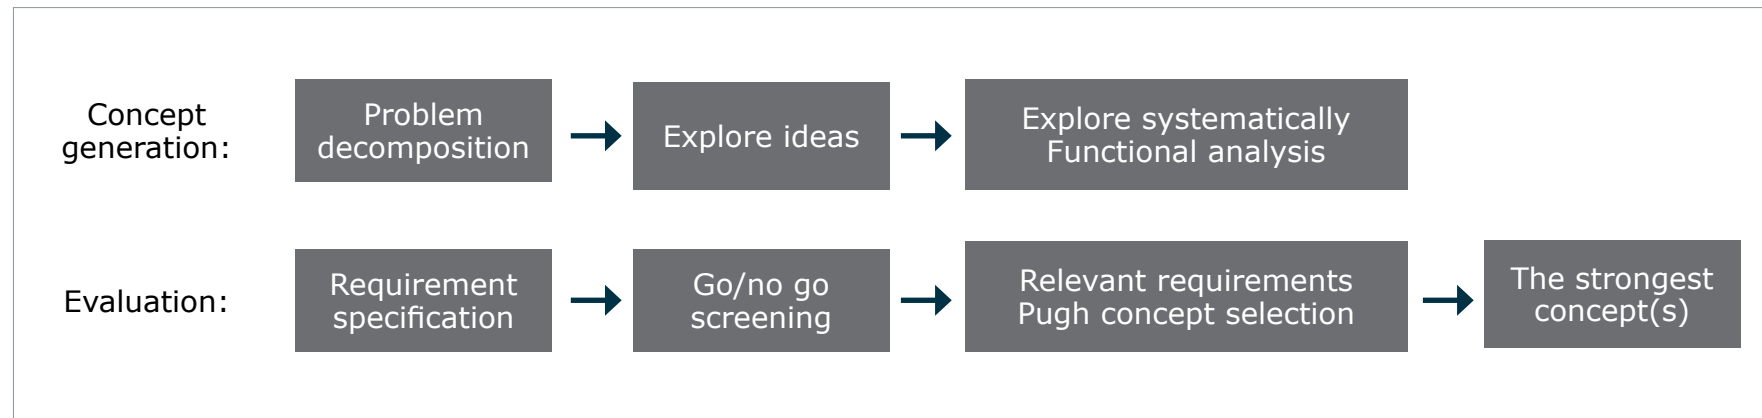 Concept
generation:
Problem
decomposition
Explore ideas
Explore systematically
Functional analysis
Evaluation:
Requirement
specification
Go/no go
screening
Relevant requirements
Pugh concept selection
The strongest
concept(s)